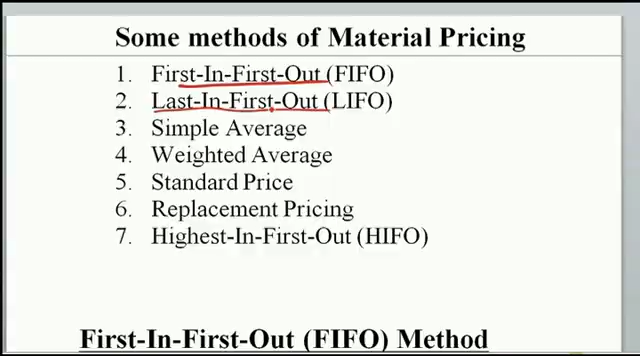 Some methods of Material Pricing
1. First-In-First-Out (FIFO)
2. Last-In-First-Out (LIFO)
3. Simple Average
4. Weighted Average
5. Standard Price
6. Replacement Pricing
7. Highest-In-First-Out (HIFO)
First-In-First-Out (FIFO) Method